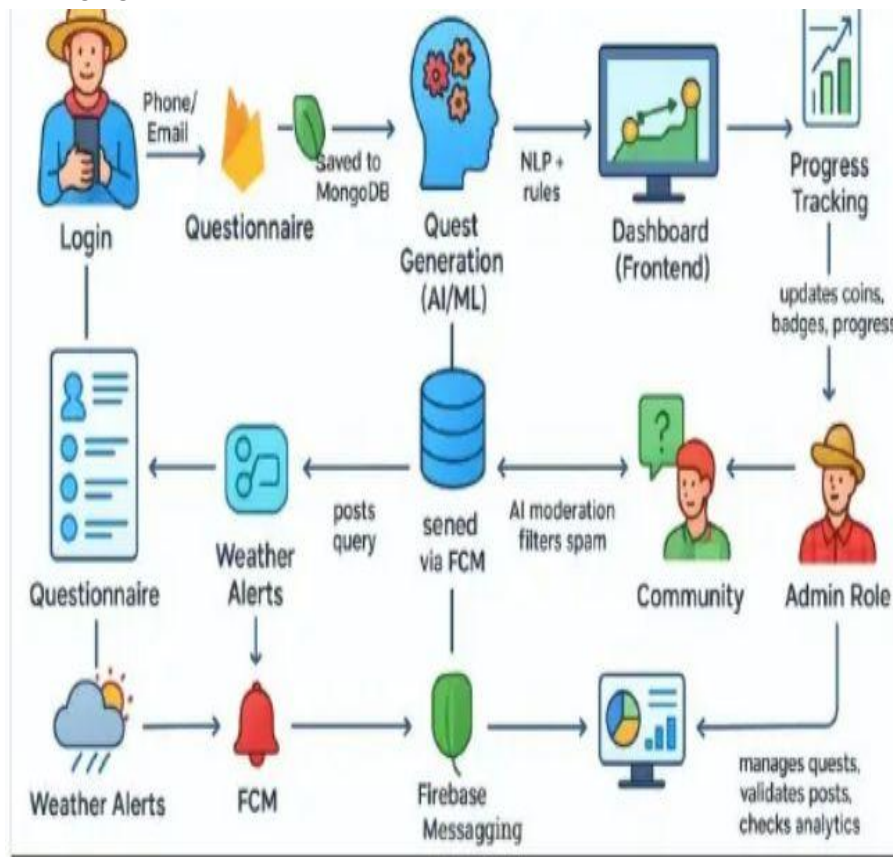 Phone/
Email
saved to
MongoDB
NLP +
rules
Login
Questionnaire
Quest
Generation
(AI/ML)
Dashboard
(Frontend)
Progress
Tracking
updates coins,
badges, progress
?
posts
query
sened
via FCM
AI moderation
filters spam
Questionnaire
Weather
Alerts
Community
Admin Role
Weather Alerts
FCM
Firebase
Messagging
manages quests,
validates posts,
checks analytics